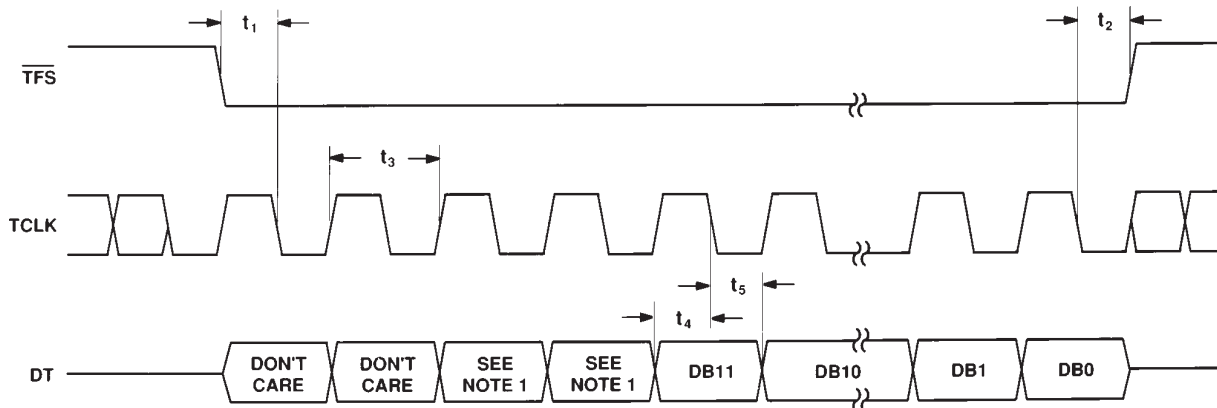 t1
t2
TFS
t3
TCLK
t5
t4
DT
DON'T CARE
DON'T CARE
SEE NOTE 1
SEE NOTE 1
DB11
DB10
DB1
DB0